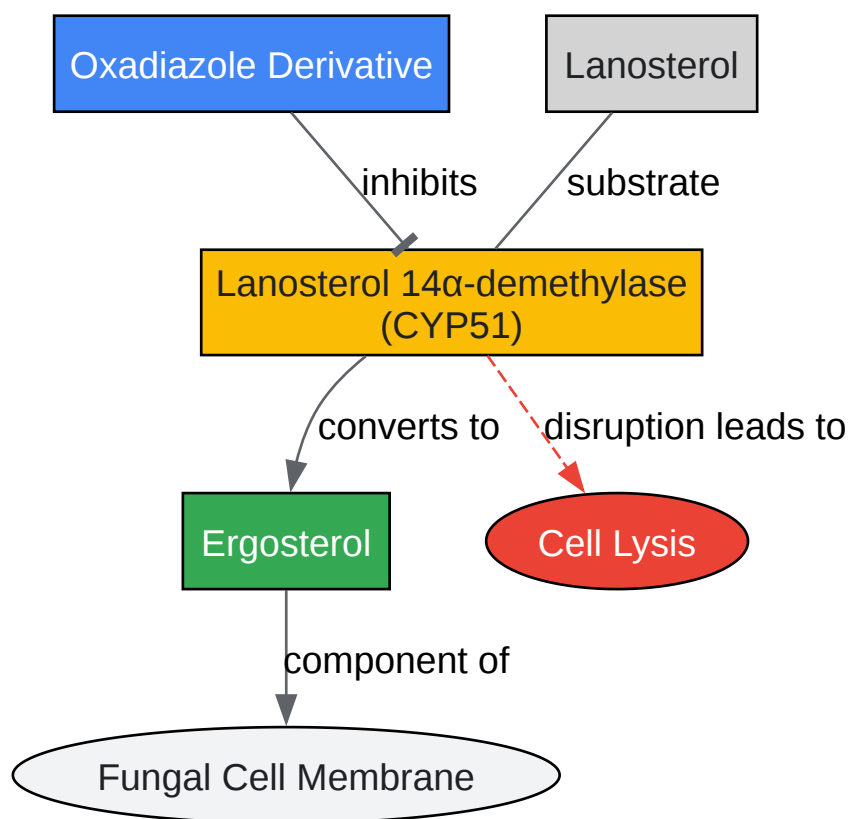 Oxadiazole Derivative
Lanosterol
inhibits
substrate
Lanosterol 14α-demethylase
(CYP51)
converts to
disruption leads to
Ergosterol
Cell Lysis
component of
Fungal Cell Membrane